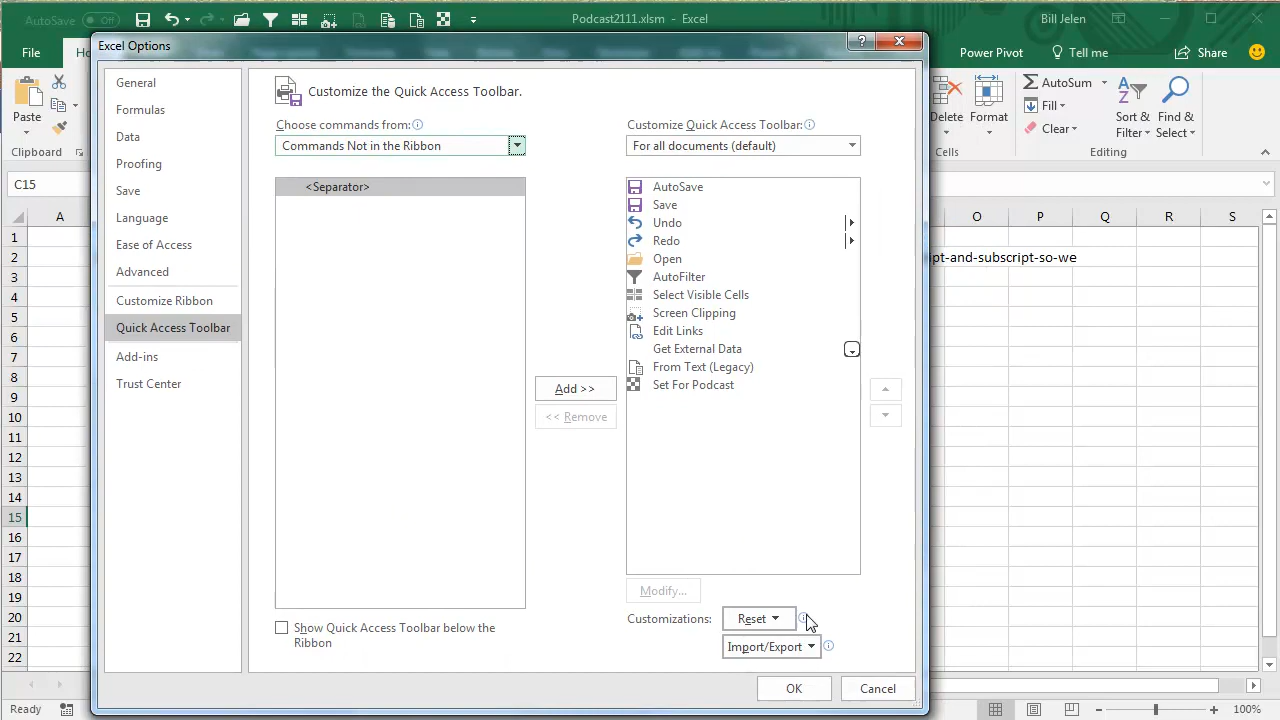 AutoSave Off Podcast2111.xlsm - Excel Bill Jelen
File Power Pivot Tell me Share
Paste
Clipboard
AutoSum
Fill
Clear
Delete Format
Sort &
Filter
Find &
Select
Cells Editing
C15
A O P Q R S
1
2 pt-and-subscript-so-we
3
4
5
6
7
8
9
10
11
12
13
14
15
16
17
18
19
20
21
22
Excel Options
?
General
Formulas
Data
Proofing
Save
Language
Ease of Access
Advanced
Customize Ribbon
Quick Access Toolbar
Add-ins
Trust Center
Customize the Quick Access Toolbar.
Choose commands from:
Commands Not in the Ribbon
<Separator>
Add >>
<< Remove
Show Quick Access Toolbar below the
Ribbon
Customize Quick Access Toolbar:
For all documents (default)
AutoSave
Save
Undo
Redo
Open
AutoFilter
Select Visible Cells
Screen Clipping
Edit Links
Get External Data
From Text (Legacy)
Set For Podcast
Modify...
Customizations: Reset
Import/Export
OK Cancel
Ready 100%